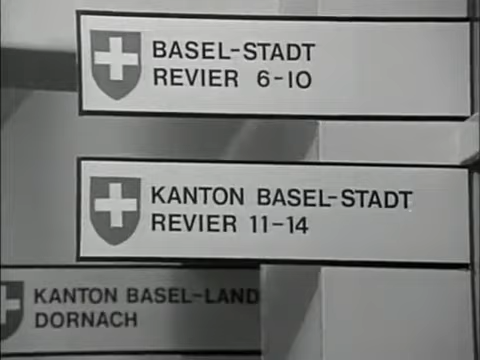 BASEL-STADT
REVIER 6-10
KANTON BASEL-STADT
REVIER 11-14
KANTON BASEL-LAND
DORNACH